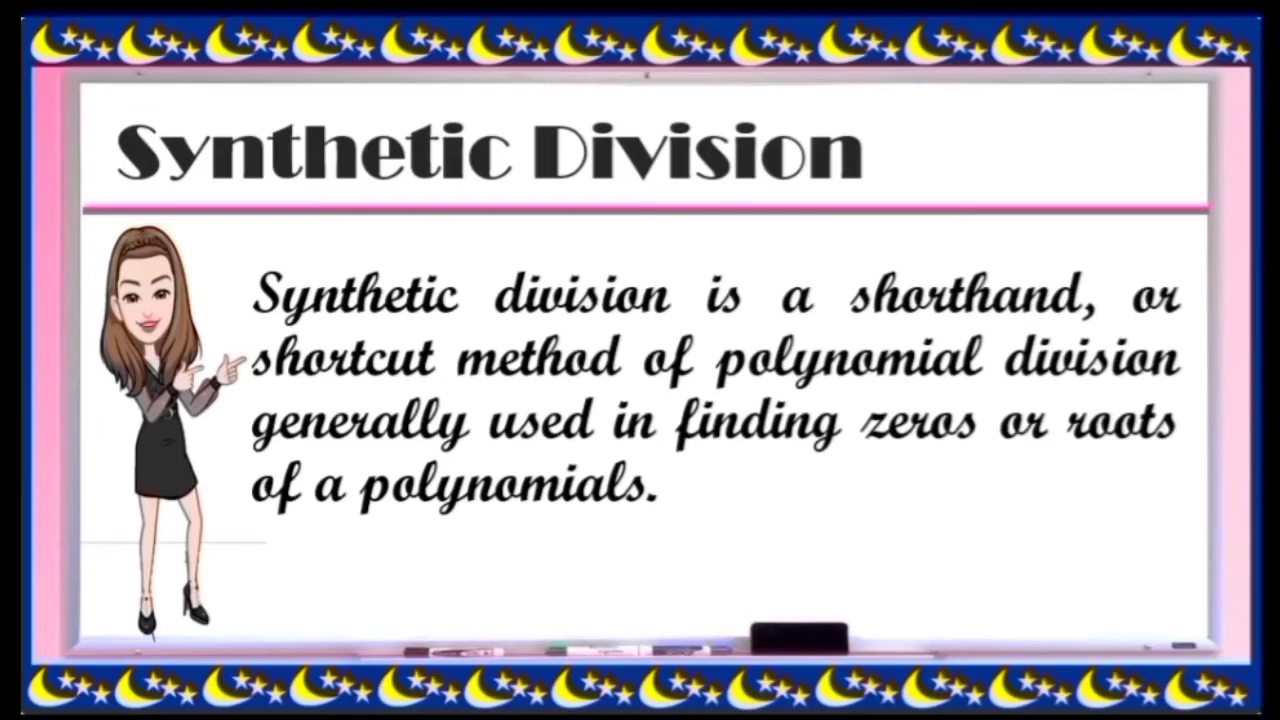 Synthetic Division
Synthetic division is a shorthand, or
shortcut method of polynomial division
generally used in finding zeros or roots
of a polynomials.